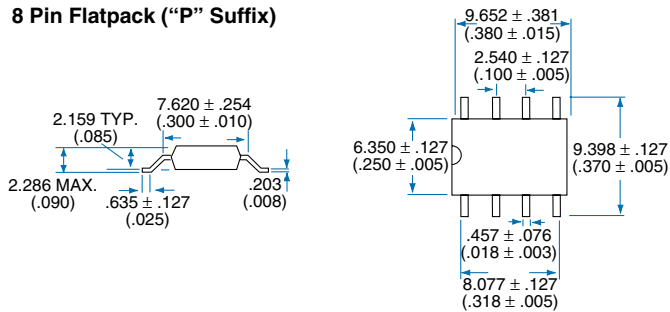 8 Pin Flatpack (“P” Suffix)
7.620 ± .254
(.300 ± .010)
2.159 TYP.
(.085)
2.286 MAX.
(.090)
.635 ± .127
(.025)
.203
(.008)
9.652 ± .381
(.380 ± .015)
2.540 ± .127
(.100 ± .005)
6.350 ± .127
(.250 ± .005)
9.398 ± .127
(.370 ± .005)
.457 ± .076
(.018 ± .003)
8.077 ± .127
(.318 ± .005)